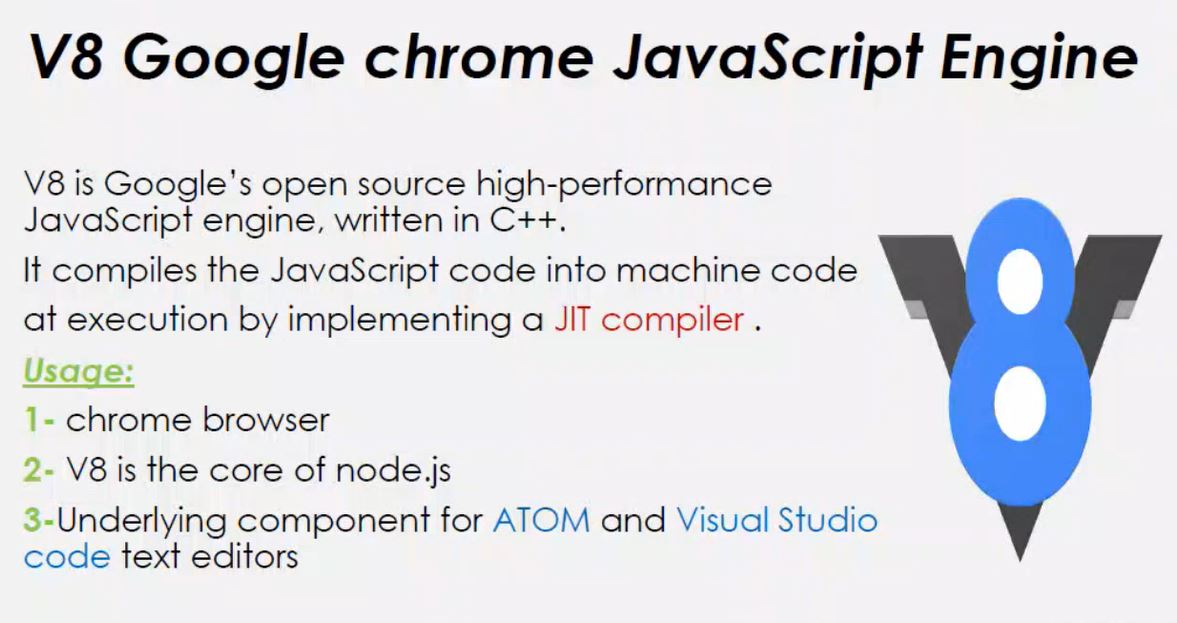 V8 Google chrome JavaScript Engine
V8 is Google’s open source high-performance
JavaScript engine, written in C++.
It compiles the JavaScript code into machine code
at execution by implementing a JIT compiler .
Usage:
1- chrome browser
2- V8 is the core of node.js
3-Underlying component for ATOM and Visual Studio
code text editors
V8